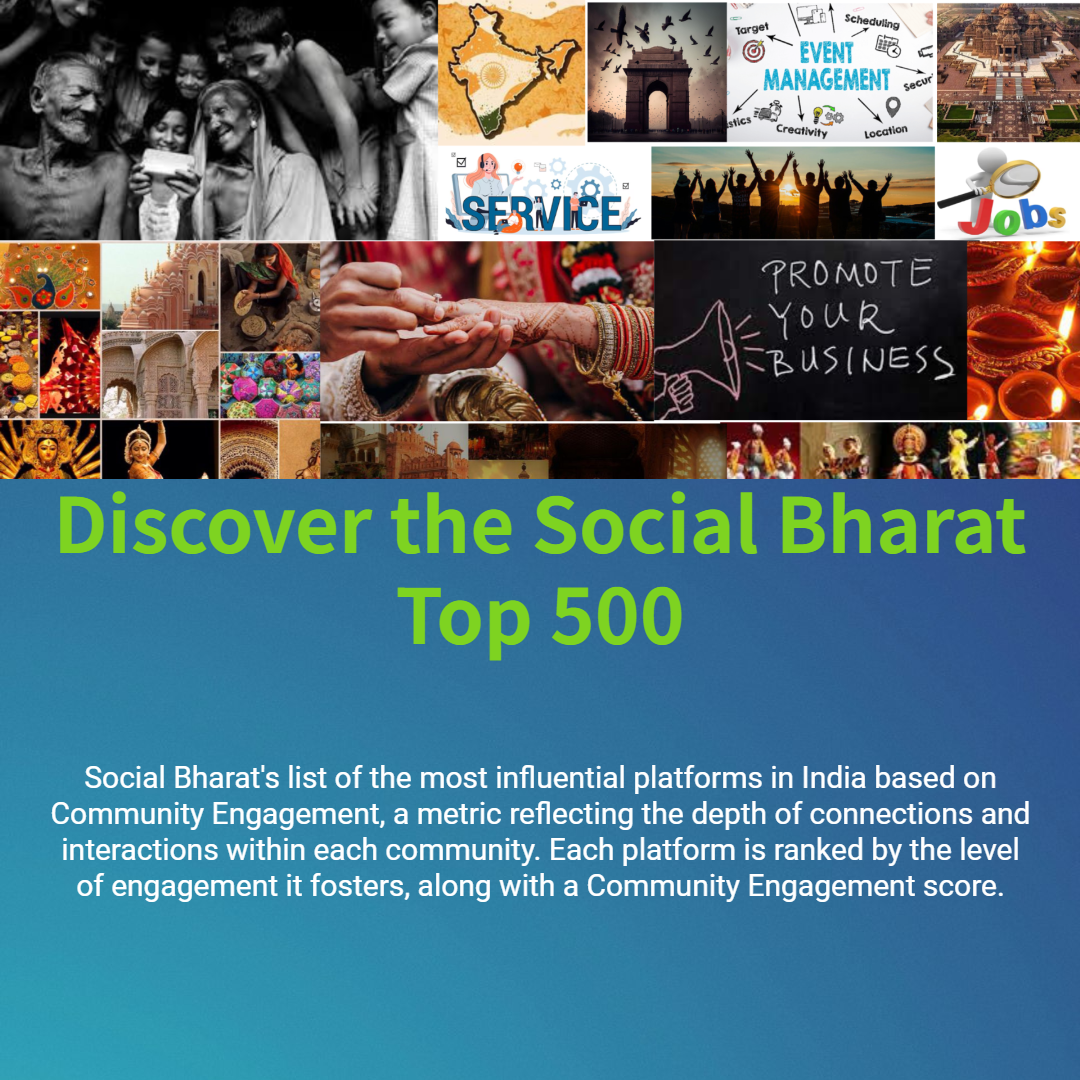 Target
Scheduling
EVENT
MANAGEMENT
Creativity
Location
SERVICE
Jobs
PROMOTE
YOUR
BUSINESS
Discover the Social Bharat
Top 500
Social Bharat's list of the most influential platforms in India based on
Community Engagement, a metric reflecting the depth of connections and
interactions within each community. Each platform is ranked by the level
of engagement it fosters, along with a Community Engagement score.